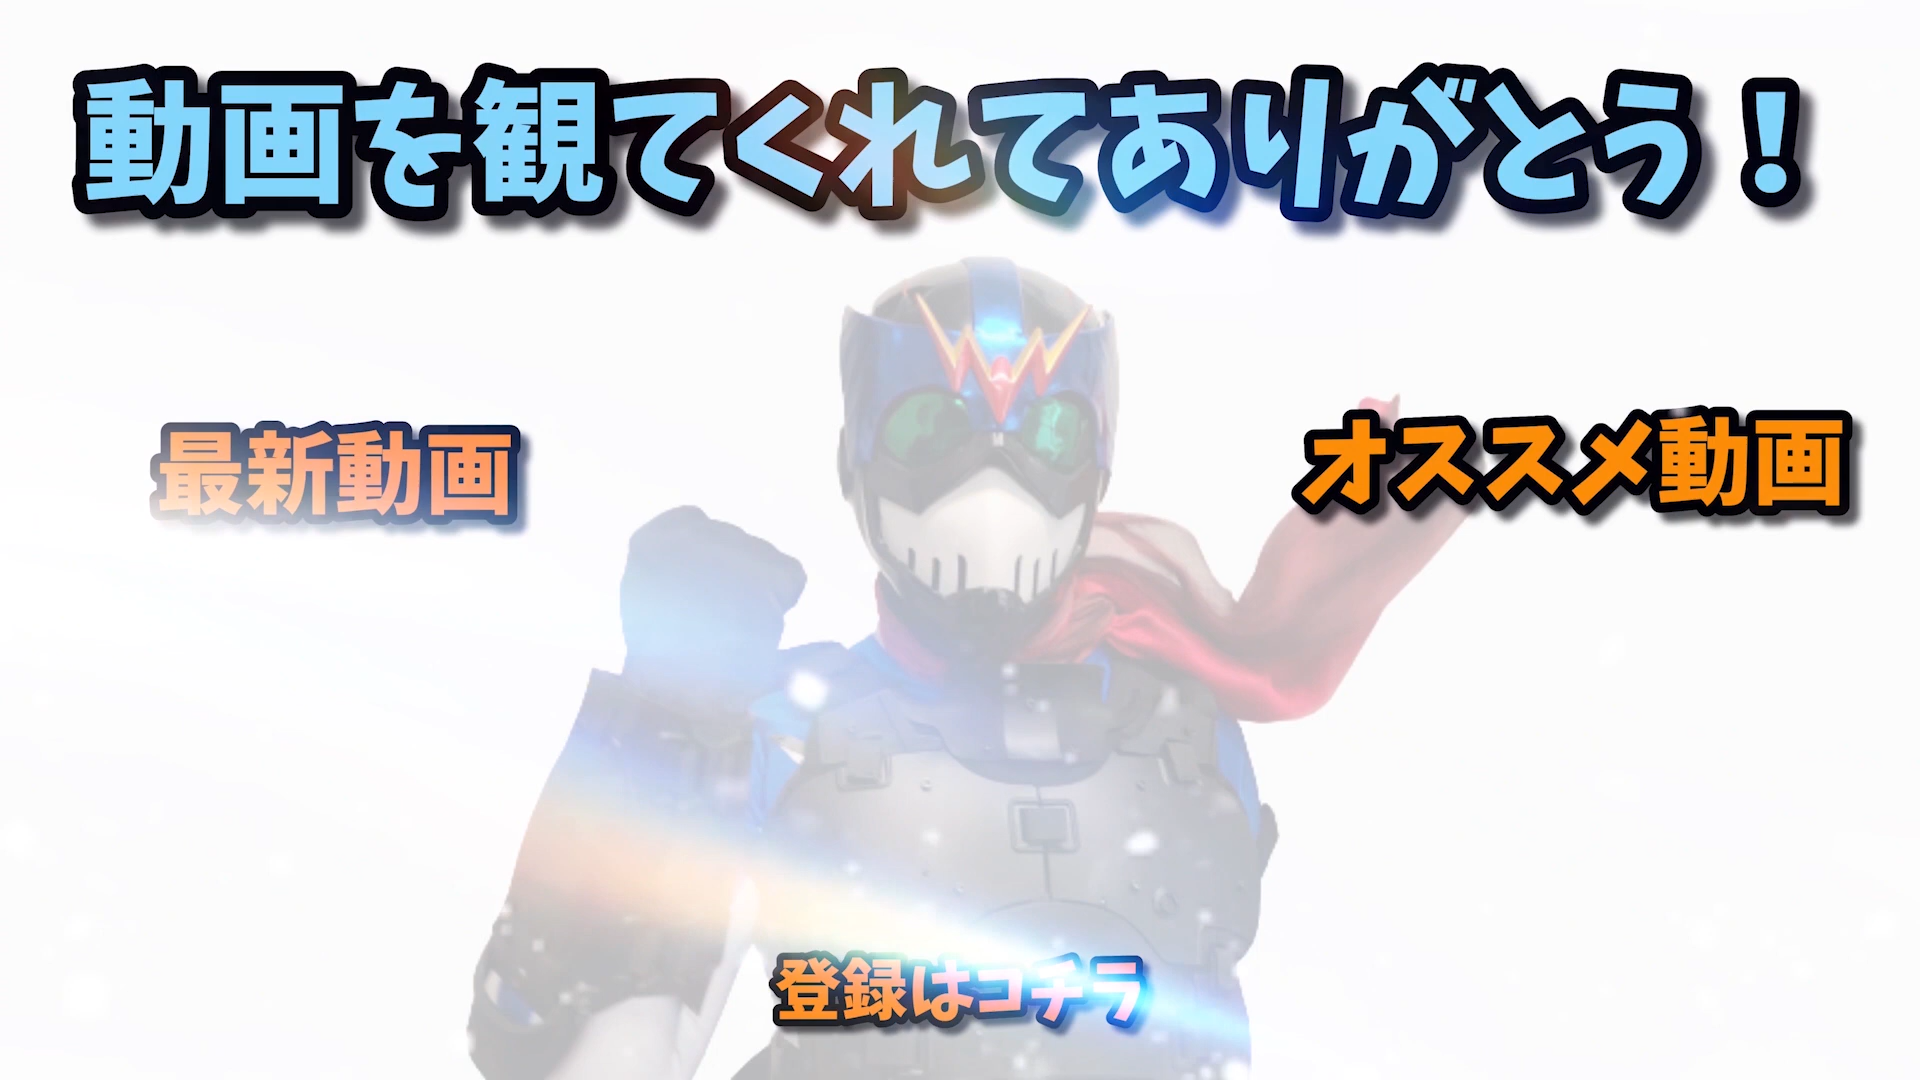 動画を観てくれてありがとう！
最新動画
オススメ動画
登録はコチラ